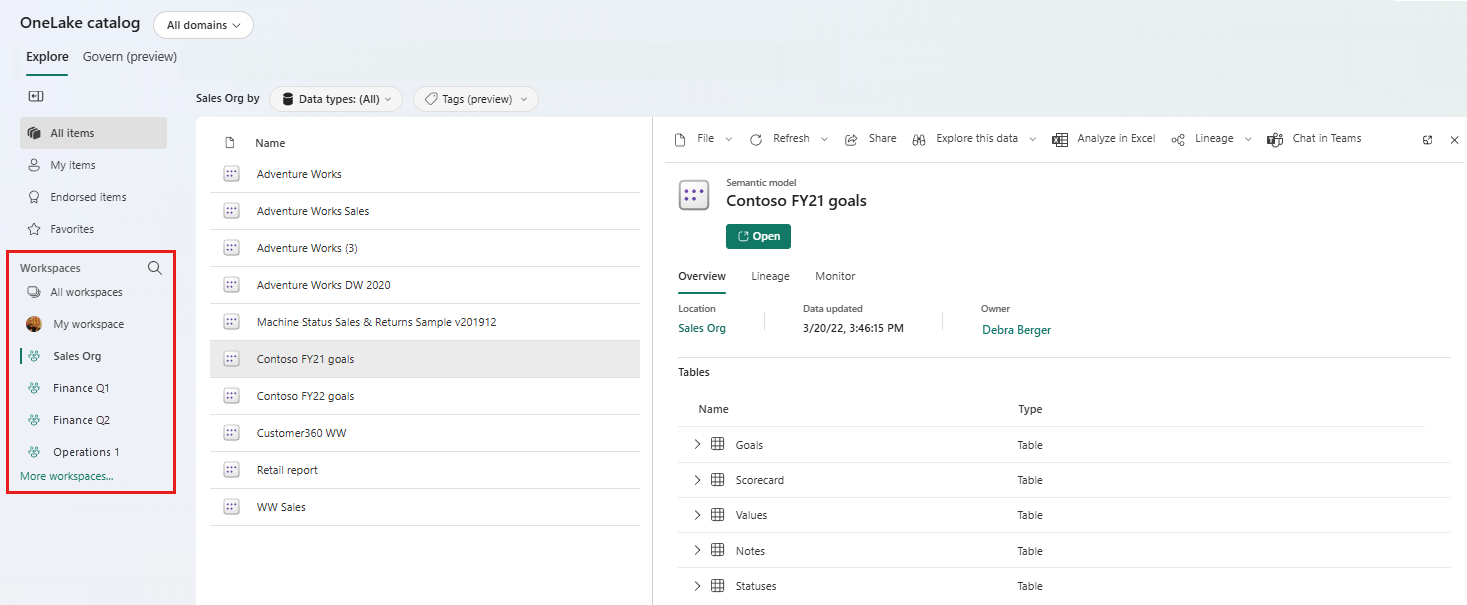 OneLake catalog
All domains
Explore
Govern (preview)
All items
My items
Endorsed items
Favorites
Workspaces
All workspaces
My workspace
Sales Org
Finance Q1
Finance Q2
Operations 1
More workspaces...
Sales Org by
Data types: (All)
Tags (preview)
Name
Adventure Works
Adventure Works Sales
Adventure Works (3)
Adventure Works DW 2020
Machine Status Sales & Returns Sample v201912
Contoso FY21 goals
Contoso FY22 goals
Customer360 WW
Retail report
WW Sales
File
Refresh
Share
Explore this data
Analyze in Excel
Lineage
Chat in Teams
Semantic model
Contoso FY21 goals
Open
Overview
Lineage
Monitor
Location
Data updated
Owner
Sales Org
3/20/22, 3:46:15 PM
Debra Berger
Tables
Name Type
Goals Table
Scorecard Table
Values Table
Notes Table
Statuses Table